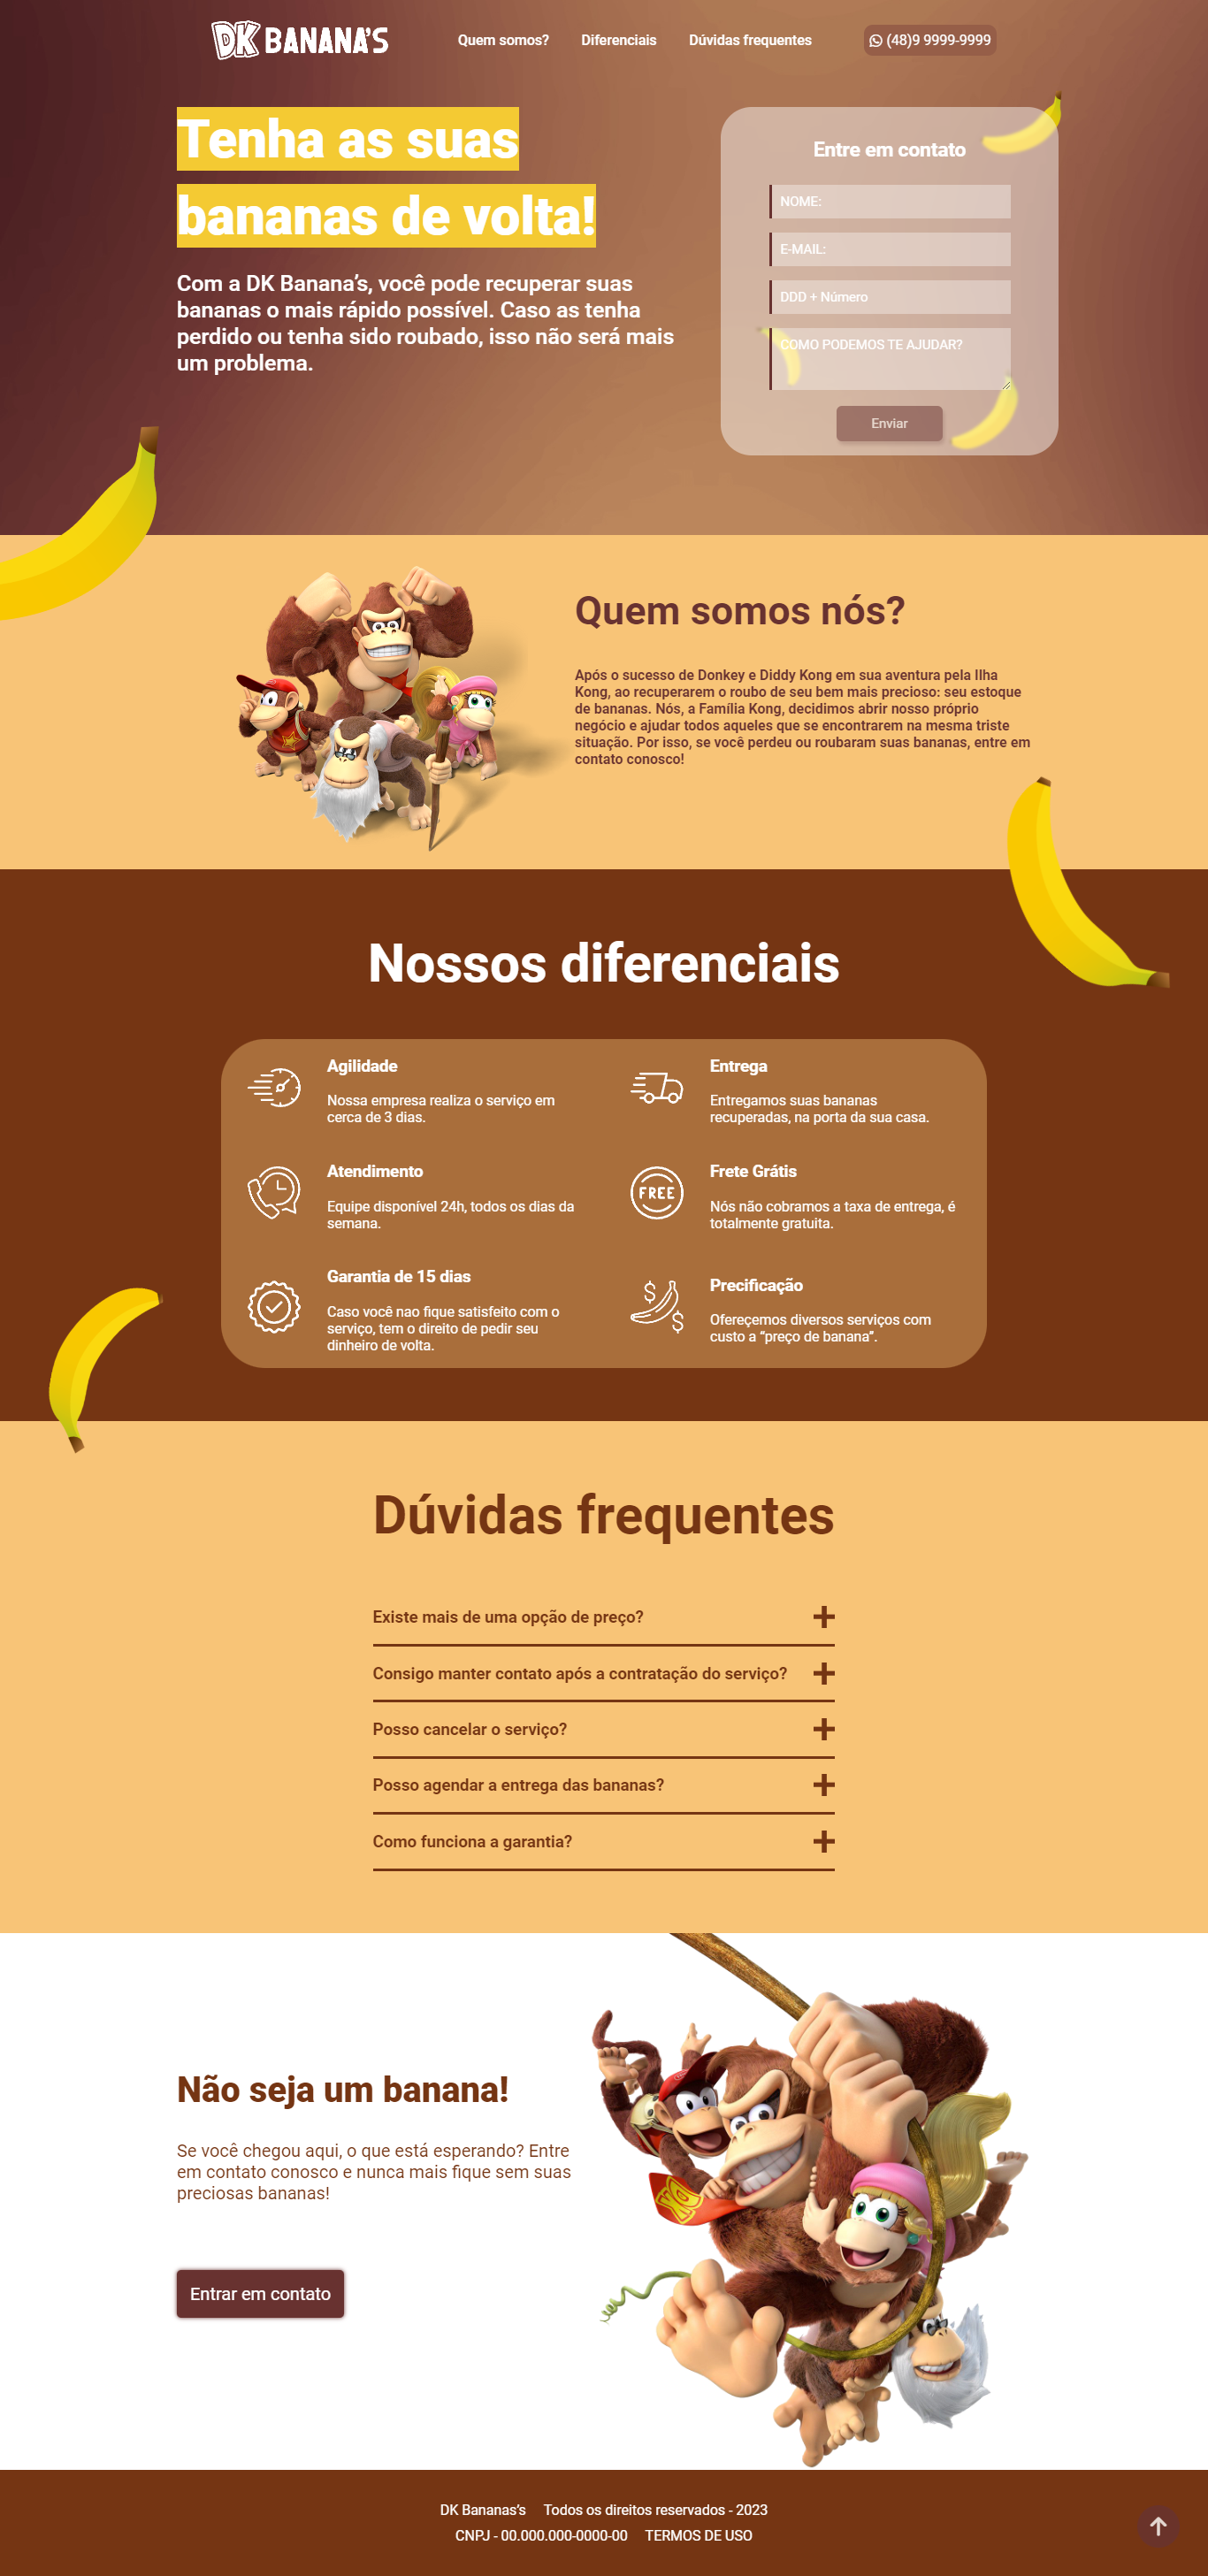 DK BANANA'S
Quem somos?
Diferenciais
Dúvidas frequentes
(48)9 9999-9999
Tenha as suas
bananas de volta!
Com a DK Banana’s, você pode recuperar suas
bananas o mais rápido possível. Caso as tenha
perdido ou tenha sido roubado, isso não será mais
um problema.
Entre em contato
NOME:
E-MAIL:
DDD + Número
COMO PODEMOS TE AJUDAR?
Enviar
Quem somos nós?
Após o sucesso de Donkey e Diddy Kong em sua aventura pela Ilha
Kong, ao recuperarem o roubo de seu bem mais precioso: seu estoque
de bananas. Nós, a Família Kong, decidimos abrir nosso próprio
negócio e ajudar todos aqueles que se encontrarem na mesma triste
situação. Por isso, se você perdeu ou roubaram suas bananas, entre em
contato conosco!
Nossos diferenciais
Agilidade
Nossa empresa realiza o serviço em
cerca de 3 dias.
Entrega
Entregamos suas bananas
recuperadas, na porta da sua casa.
Atendimento
Equipe disponível 24h, todos os dias da
semana.
FREE
Frete Grátis
Nós não cobramos a taxa de entrega, é
totalmente gratuita.
Garantia de 15 dias
Caso você nao fique satisfeito com o
serviço, tem o direito de pedir seu
dinheiro de volta.
Precificação
Ofereçemos diversos serviços com
custo a “preço de banana”.
Dúvidas frequentes
Existe mais de uma opção de preço?
Consigo manter contato após a contratação do serviço?
Posso cancelar o serviço?
Posso agendar a entrega das bananas?
Como funciona a garantia?
Não seja um banana!
Se você chegou aqui, o que está esperando? Entre
em contato conosco e nunca mais fique sem suas
preciosas bananas!
DK
Entrar em contato
DK Bananas’s
Todos os direitos reservados - 2023
CNPJ - 00.000.000-0000-00
TERMOS DE USO